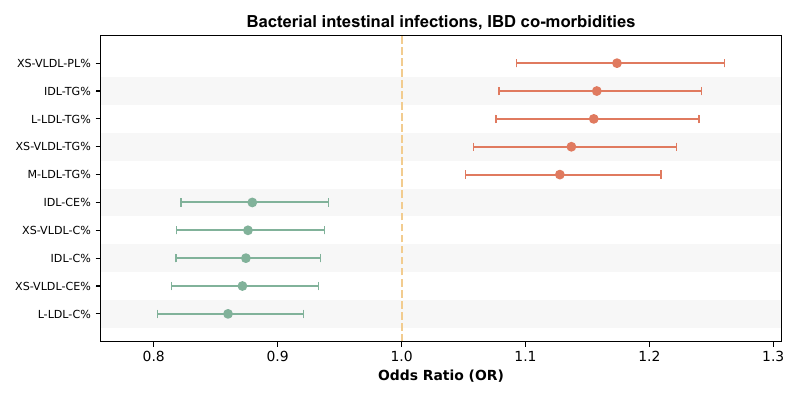 Bacterial intestinal infections, IBD co-morbidities
XS-VLDL-PL%
IDL-TG%
L-LDL-TG%
XS-VLDL-TG%
M-LDL-TG%
IDL-CE%
XS-VLDL-C%
IDL-C%
XS-VLDL-CE%
L-LDL-C%
0.8 0.9 1.0 1.1 1.2 1.3
Odds Ratio (OR)